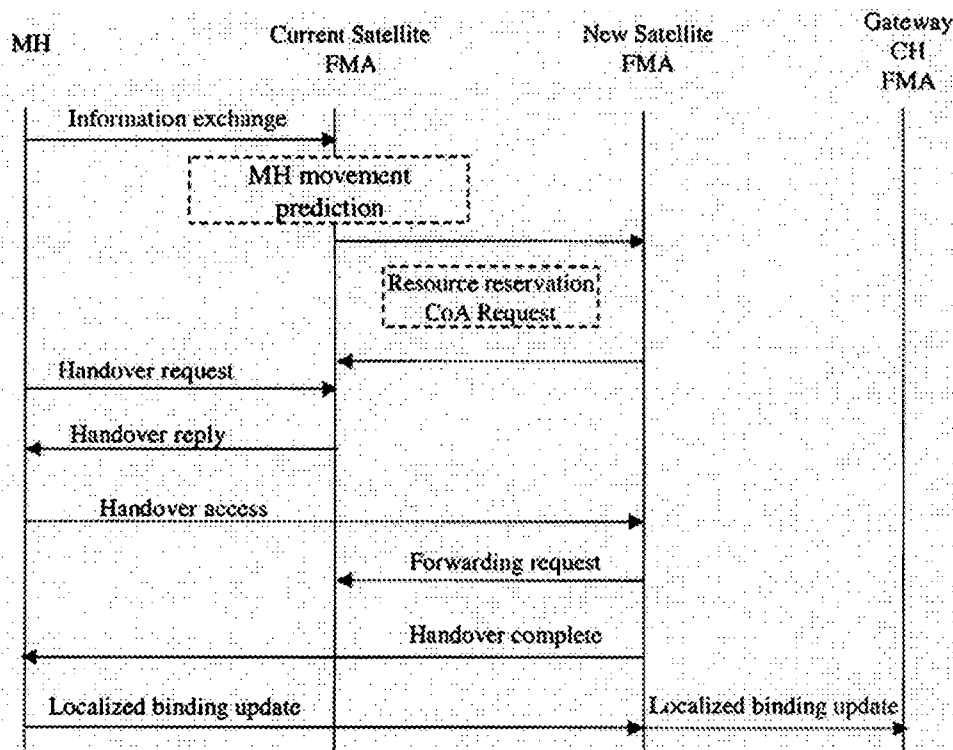 MH
Current Satellite
FMA
New Satellite
FMA
Gateway
CH
FMA
Information exchange
MH movement
prediction
Resource reservation
CoA Request
Handover request
Handover reply
Handover access
Forwarding request
Handover complete
Localized binding update
Localized binding update